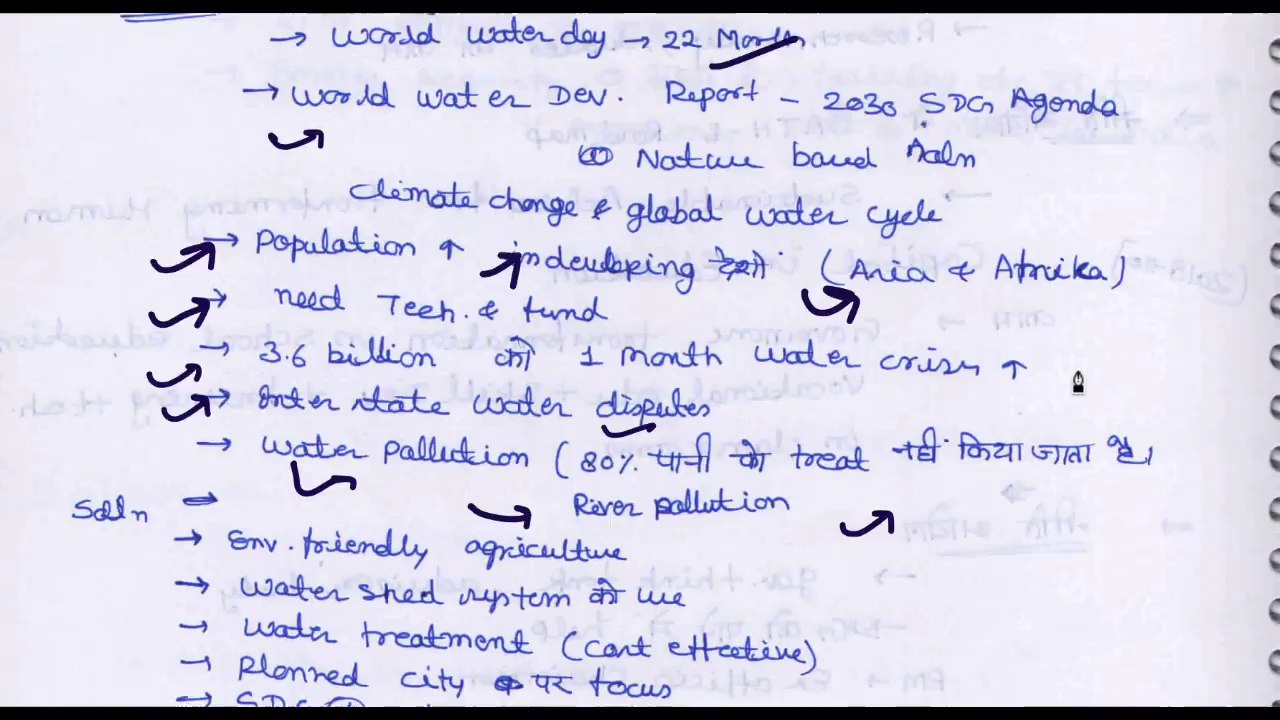 → World water day → 22 March
→ World Water Dev. Report – 2030 SDG Agenda
Nature based Soln
Climate change & global water cycle
→ Population ↑ in developing देशो (Asia & Afrika)
→ need Tech. & fund
→ 3.6 billion को 1 month water crisis ↑
→ Inter state water disputes
→ Water pollution (80% पानी को treat नही किया जाता है।
River pollution
Soln →
→ Env. friendly agriculture
→ Water shed system को use
→ Water treatment (cost effective)
→ Planned city पर focus
→ SDG